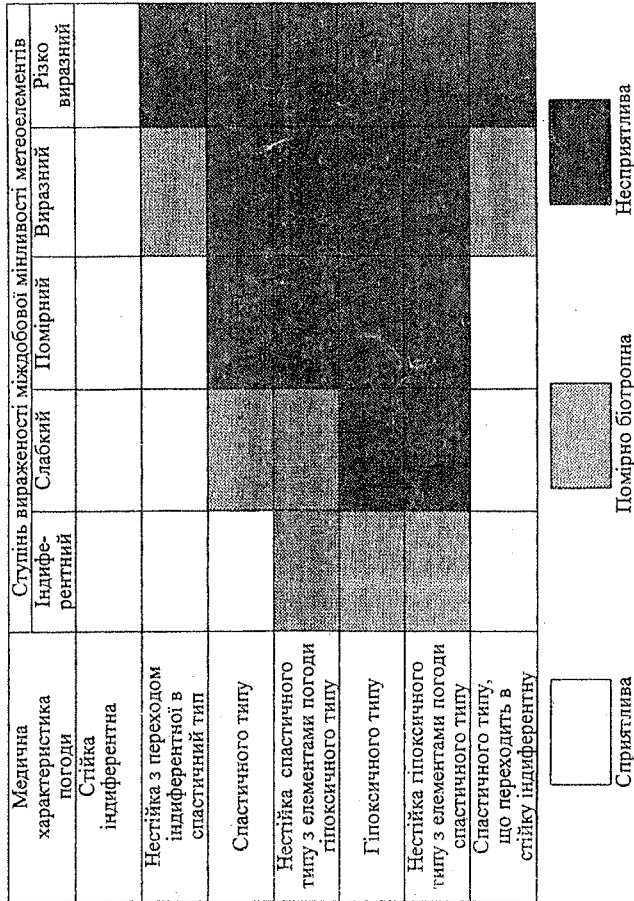 Медична
характеристика
погоди
Ступінь вираженості міждобової мінливості метеоелементів
Індифе-
рентний
Слабкий
Помірний
Виразний
Різко
виразний
Стійка
індиферентна
Нестійка з переходом
індиферентної в
спастичний тип
Спастичного типу
Нестійка спастичного
типу з елементами погоди
гіпоксичного типу
Гіпоксичного типу
Нестійка гіпоксичного
типу з елементами погоди
спастичного типу
Спастичного типу,
що переходить в
стійку індиферентну
Сприятлива
Помірно біотропна
Несприятлива